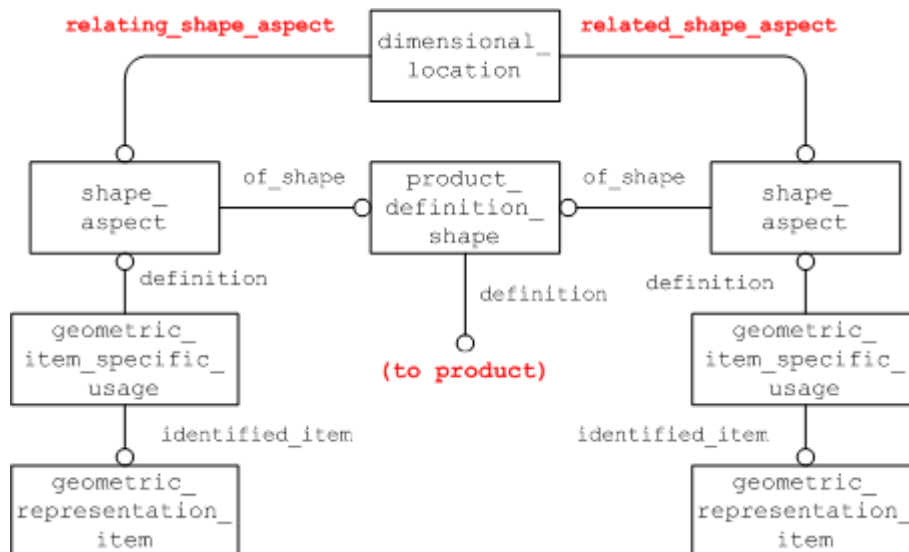 relating_shape_aspect
related_shape_aspect
dimensional_
location
shape_
aspect
of_shape
product_
definition_
shape
of_shape
shape_
aspect
definition
definition
definition
geometric_
item_specific_
usage
(to product)
geometric_
item_specific_
usage
identified_item
identified_item
geometric_
representation_
item
geometric_
representation_
item